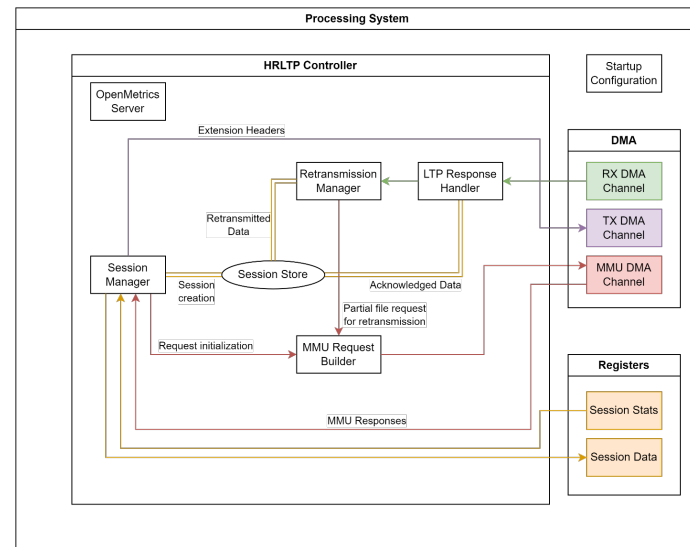 Processing System
HRLTP Controller
Startup
Configuration
OpenMetrics
Server
Extension Headers
DMA
Retransmission
Manager
LTP Response
Handler
RX DMA
Channel
Retransmitted
Data
TX DMA
Channel
Session
Manager
Session Store
MMU DMA
Channel
Session
creation
Acknowledged Data
Partial file request
for retransmission
Request initialization
MMU Request
Builder
Registers
MMU Responses
Session Stats
Session Data